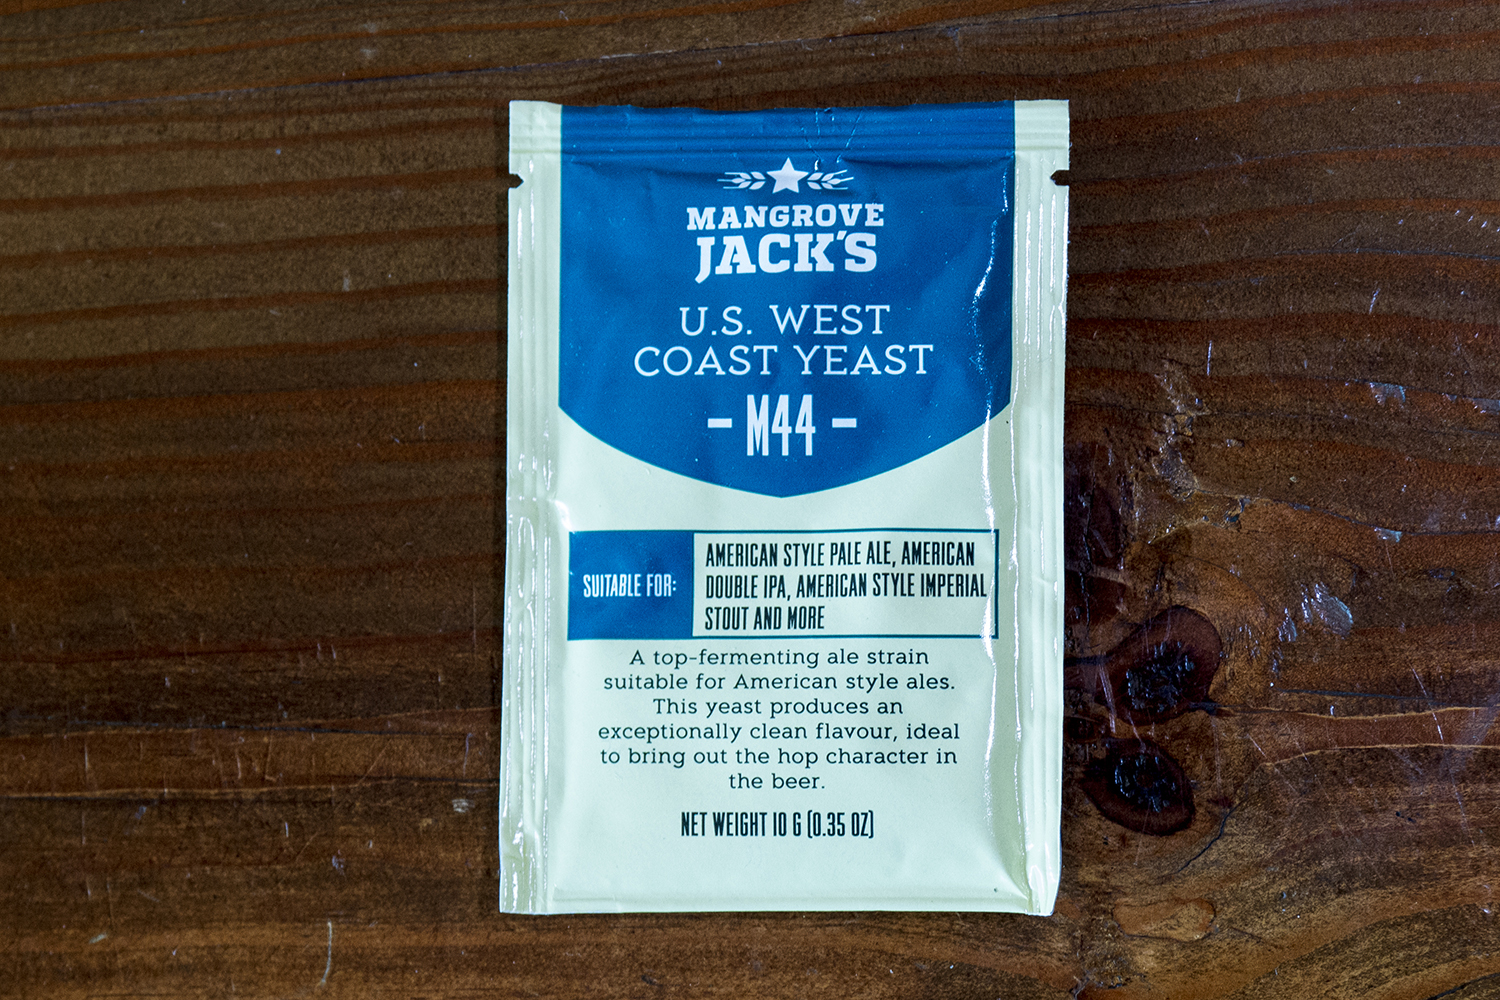 MANGROVE
JACK'S
U.S. WEST
COAST YEAST
- M44 -
SUITABLE FOR:
AMERICAN STYLE PALE ALE, AMERICAN
DOUBLE IPA, AMERICAN STYLE IMPERIAL
STOUT AND MORE
A top-fermenting ale strain
suitable for American style ales.
This yeast produces an
exceptionally clean flavour, ideal
to bring out the hop character in
the beer.
NET WEIGHT 10 G (0.35 OZ)